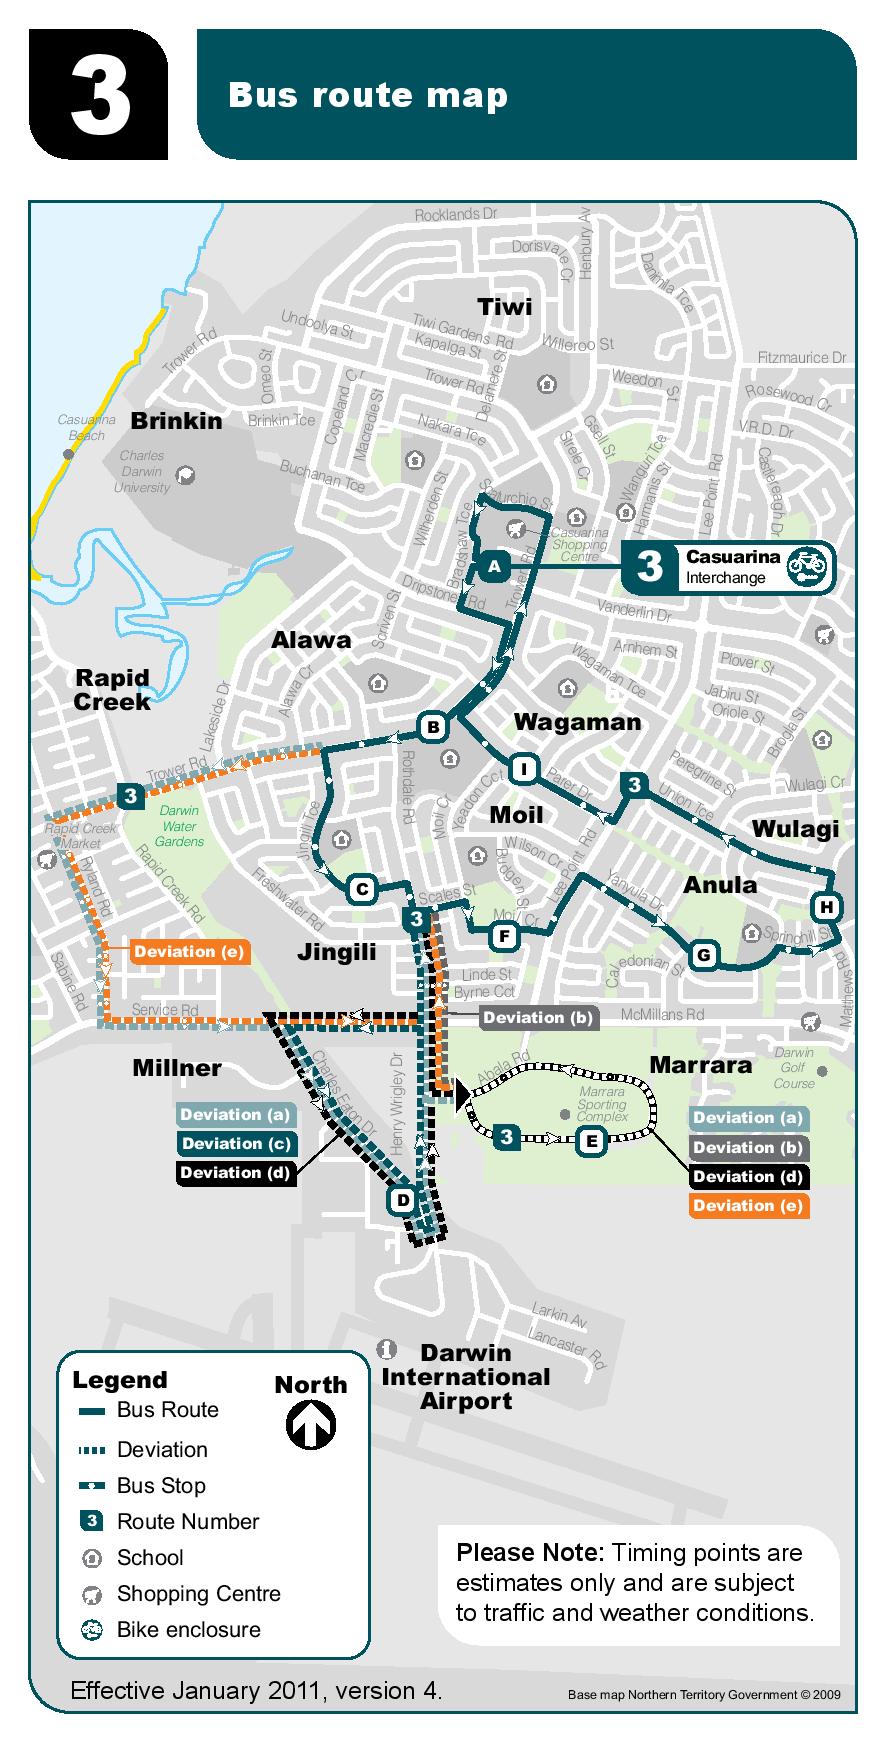 3
Bus route map
Rocklands Dr
Dorisvale Cr
Henbury Av
Danimila Tce
Tiwi
Undoolya St
Tiwi Gardens Rd
Kapalga St
Willeroo St
Trower Rd
Fitzmaurice Dr
Omeo St
Copeland Cr
Macredie St
Trower Rd
Delamere St
Weedon St
Rosewood Cr
Brinkin
Brinkin Tce
Casuarina
Beach
Nakara Tce
Gsell St
Strele Cr
V.R.D. Dr
Charles
Darwin
University
Buchanan Tce
Witherden St
Wanguri Tce
Harmanis St
Lee Point Rd
Castlereagh Dr
Scaturchio St
Casuarina
Shopping
Centre
Bradshaw Tce
A
3
Casuarina
Interchange
Trower Rd
Dripstone Rd
Vanderlin Dr
Scriven St
Alawa
Arnhem St
Plover St
Wagaman Tce
Rapid
Creek
Alawa Cr
Lakeside Dr
Jabiru St
Oriole St
Brogla St
B
Wagaman
Trower Rd
Rothdale Rd
Peregrine St
I
Parer Dr
3
Wulagi Cr
3
Moil Cr
Yeadon Cct
Union Tce
Darwin
Water
Gardens
Moil
Wulagi
Rapid Creek
Market
Jingili Tce
Wilson Cr
Lee Point Rd
Budgen St
Rapid Creek Rd
Ryland Rd
Freshwater Rd
C
Scales St
Yanyula Dr
Anula
H
3
Moil Cr
F
Springhill St
Deviation (e)
Jingili
Sabine Rd
Linde St
Byrne Cct
Caledonian St
G
Matthews Rd
Service Rd
Deviation (b)
McMillans Rd
Millner
Charles Eaton Dr
Henry Wrigley Dr
Abala Rd
Marrara
Darwin
Golf
Course
Marrara
Sporting
Complex
Deviation (a)
Deviation (c)
Deviation (d)
3
E
Deviation (a)
Deviation (b)
Deviation (d)
Deviation (e)
D
Larkin Av
Lancaster Rd
Darwin
International
Airport
Legend
North
Bus Route
Deviation
Bus Stop
3
Route Number
School
Shopping Centre
Bike enclosure
Please Note: Timing points are
estimates only and are subject
to traffic and weather conditions.
Effective January 2011, version 4.
Base map Northern Territory Government © 2009